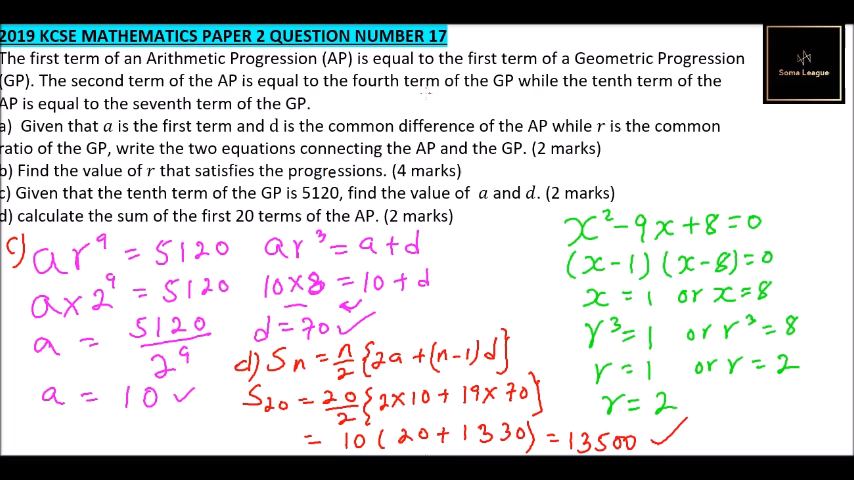 2019 KCSE MATHEMATICS PAPER 2 QUESTION NUMBER 17
The first term of an Arithmetic Progression (AP) is equal to the first term of a Geometric Progression
(GP). The second term of the AP is equal to the fourth term of the GP while the tenth term of the
AP is equal to the seventh term of the GP.
a) Given that a is the first term and d is the common difference of the AP while r is the common
ratio of the GP, write the two equations connecting the AP and the GP. (2 marks)
b) Find the value of r that satisfies the progressions. (4 marks)
c) Given that the tenth term of the GP is 5120, find the value of a and d. (2 marks)
d) calculate the sum of the first 20 terms of the AP. (2 marks)
Soma League
c) ar⁹ = 5120
a×2⁹ = 5120
a = 5120/2⁹
a = 10 ✓
ar³ = a+d
10×8 = 10+d
d = 70 ✓
d) Sn = n/2 {2a + (n-1)d}
S₂₀ = 20/2 {2×10 + 19×70}
= 10 (20 + 1330) = 13500 ✓
x² - 9x + 8 = 0
(x-1) (x-8) = 0
x = 1 or x = 8
r³ = 1 or r³ = 8
r = 1 or r = 2
r = 2